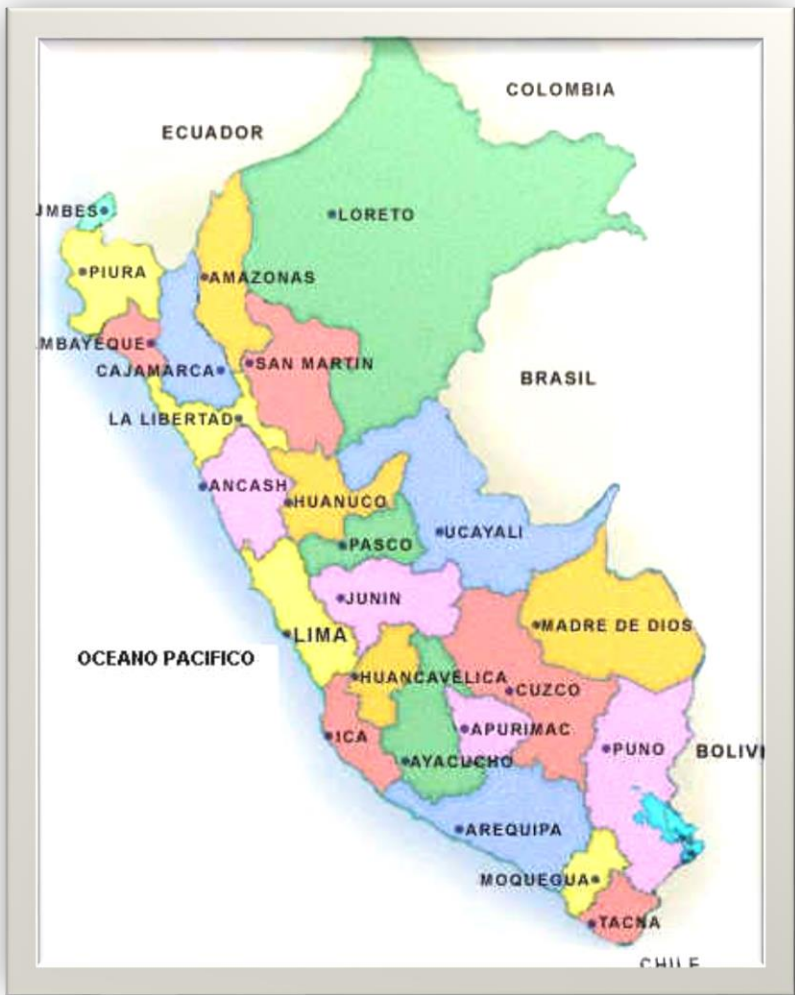 COLOMBIA
ECUADOR
UMBES
LORETO
PIURA
AMAZONAS
MBAYEQUE
CAJAMARCA
SAN MARTIN
BRASIL
LA LIBERTAD
ANCASH
HUANUCO
UCAYALI
PASCO
JUNIN
MADRE DE DIOS
LIMA
OCEANO PACIFICO
HUANCAVELICA
CUZCO
APURIMAC
ICA
PUNO
BOLIVI
AYACUCHO
AREQUIPA
MOQUEGUA
TACNA
CHILE